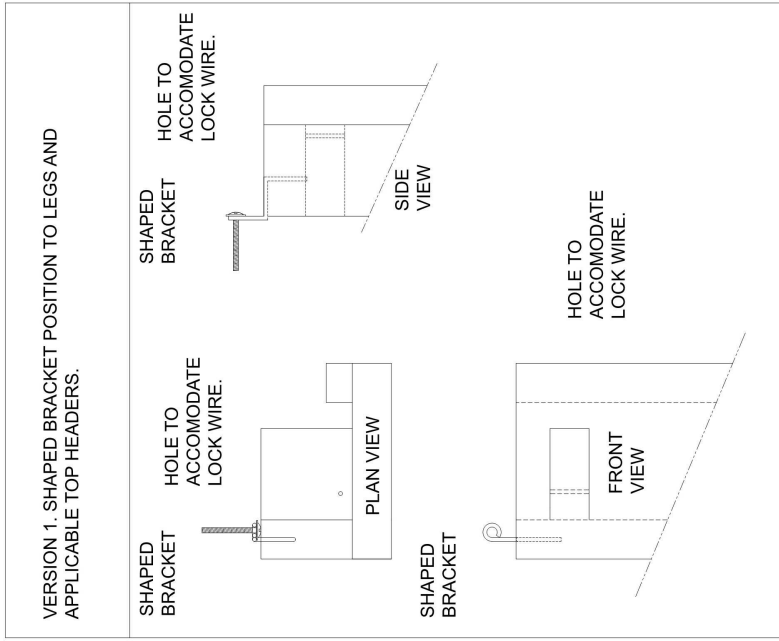 VERSION 1. SHAPED BRACKET POSITION TO LEGS AND
APPLICABLE TOP HEADERS.
SHAPED
BRACKET
HOLE TO
ACCOMODATE
LOCK WIRE.
PLAN VIEW
SHAPED
BRACKET
HOLE TO
ACCOMODATE
LOCK WIRE.
SIDE
VIEW
SHAPED
BRACKET
FRONT
VIEW
HOLE TO
ACCOMODATE
LOCK WIRE.